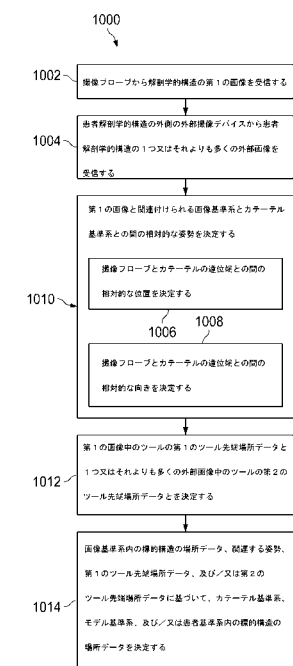 1000
1002
撮像プローブから解剖学的構造の第１の画像を受信する
1004
患者解剖学的構造の外側の外部撮像デバイスから患者
解剖学的構造の１つ又はそれよりも多くの外部画像を
受信する
1010
第１の画像と関連付けられる画像基準系とカテーテル
基準系との間の相対的な姿勢を決定する
撮像プローブとカテーテルの遠位端との間の
相対的な位置を決定する
1006
1008
撮像プローブとカテーテルの遠位端との間の
相対的な向きを決定する
1012
第１の画像中のツールの第１のツール先端場所データと
１つ又はそれよりも多くの外部画像中のツールの第２の
ツール先端場所データとを決定する
1014
画像基準系内の標的構造の場所データ、関連する姿勢、
第１のツール先端場所データ、及び／又は第２の
ツール先端場所データに基づいて、カテーテル基準系、
モデル基準系、及び／又は患者基準系内の標的構造の
場所データを決定する